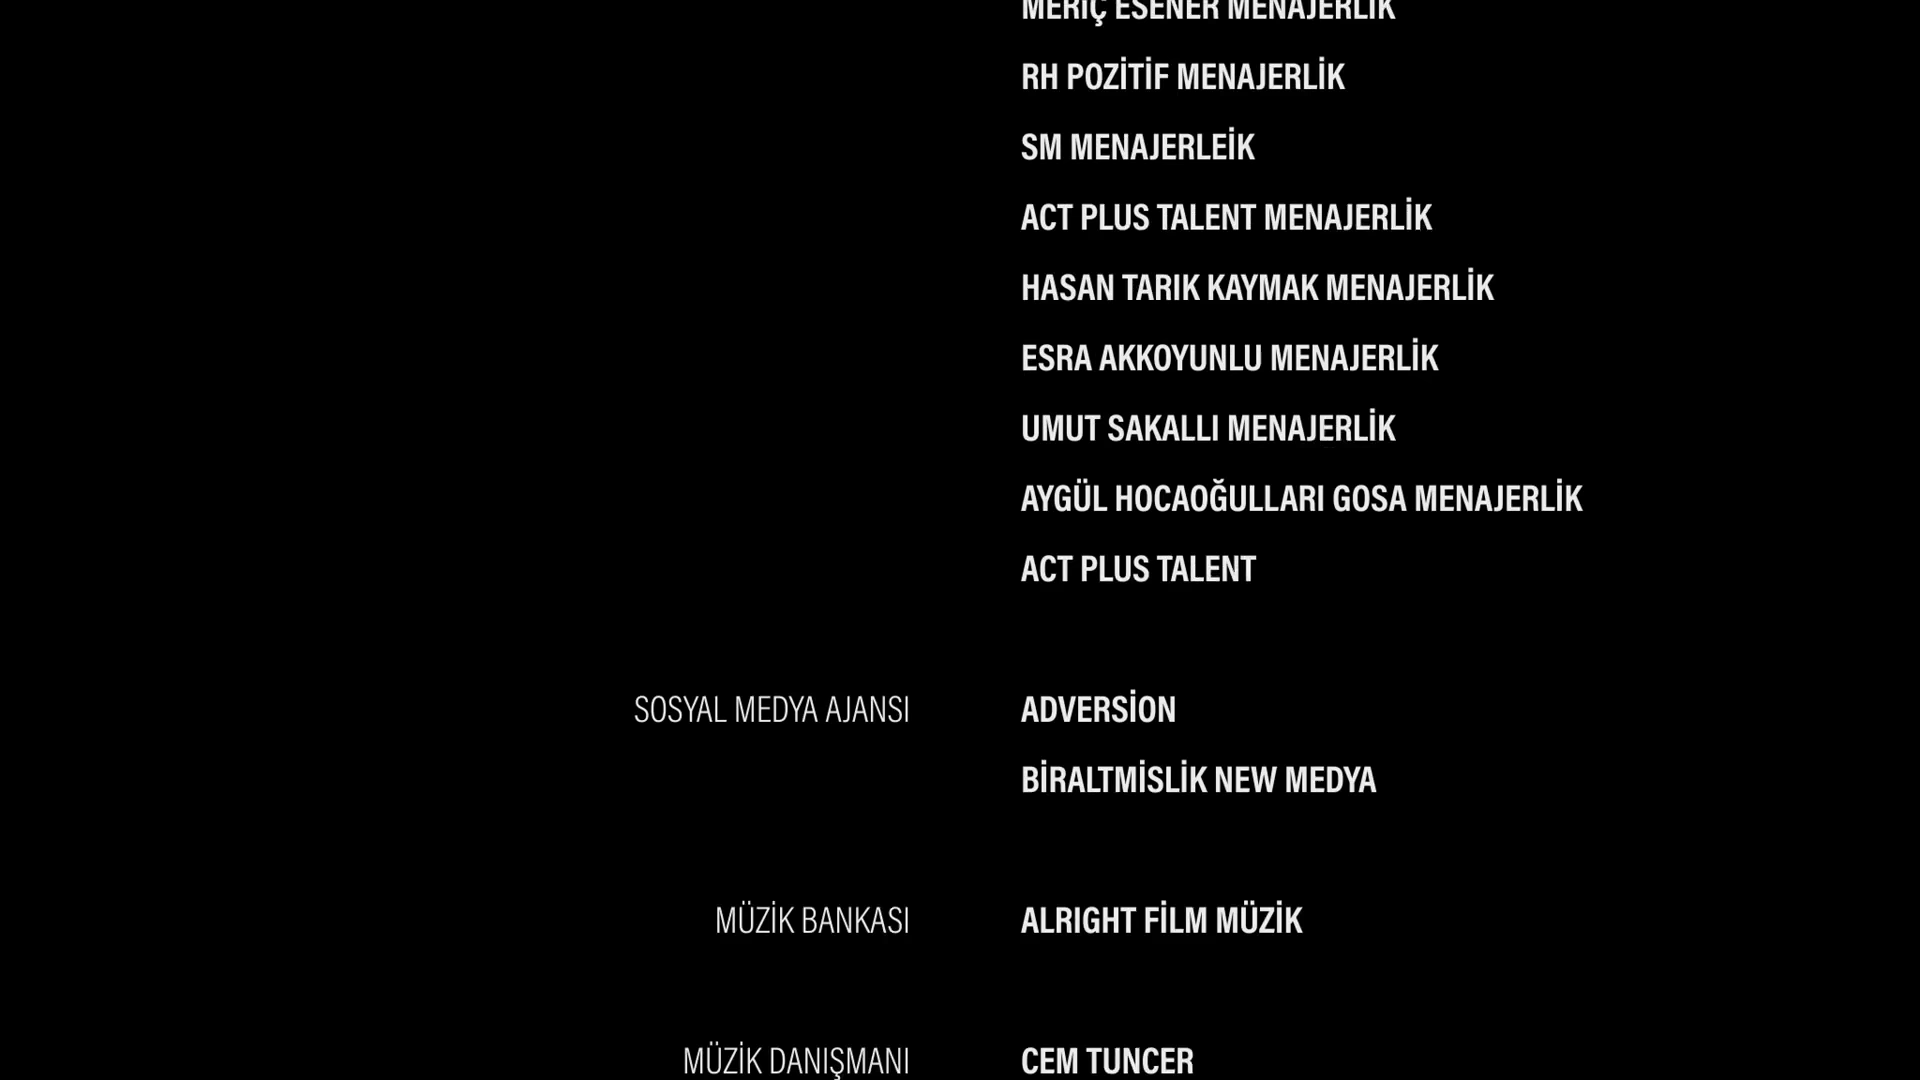 MERİÇ ESENER MENAJERLİK
RH POZİTİF MENAJERLİK
SM MENAJERLEİK
ACT PLUS TALENT MENAJERLİK
HASAN TARIK KAYMAK MENAJERLİK
ESRA AKKOYUNLU MENAJERLİK
UMUT SAKALLI MENAJERLİK
AYGÜL HOCAOĞULLARI GOSA MENAJERLİK
ACT PLUS TALENT
SOSYAL MEDYA AJANSI ADVERSİON
BİRALTMİSLİK NEW MEDYA
MÜZİK BANKASI ALRIGHT FİLM MÜZİK
MÜZİK DANIŞMANI CEM TUNCER